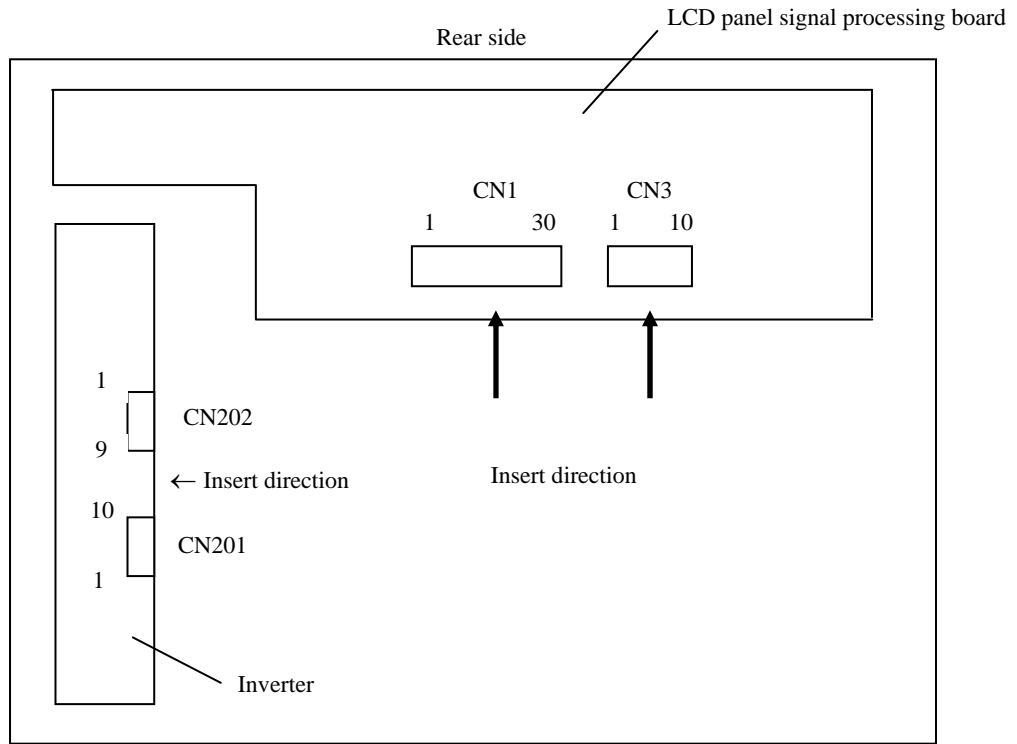 LCD panel signal processing board
Rear side
CN1 CN3
1 30 1 10
1
CN202
9
← Insert direction
Insert direction
10
CN201
1
Inverter